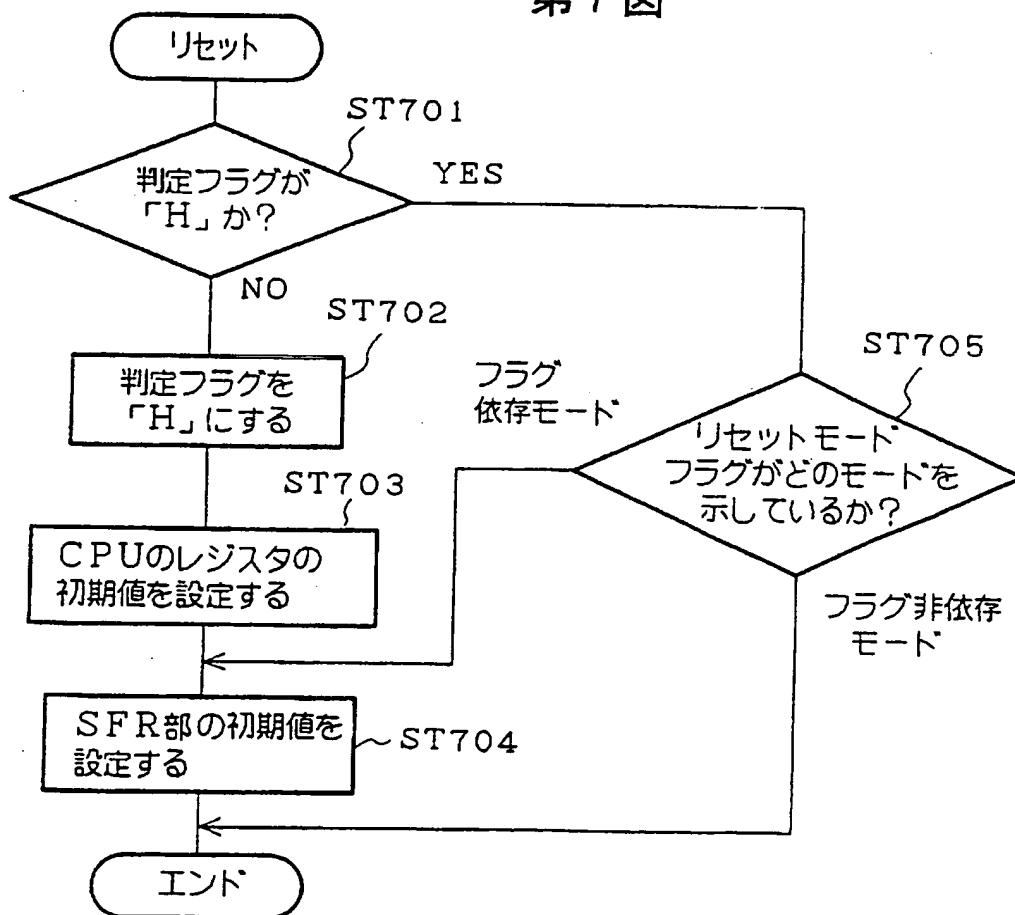 第7図
リセット
ST701
判定フラグが
「H」か?
YES
NO
ST702
判定フラグを
「H」にする
ST703
CPUのレジスタの
初期値を設定する
SFR部の初期値を
設定する
ST704
エンド
フラグ
依存モード
ST705
リセットモード
フラグがどのモードを
示しているか?
フラグ非依存
モード